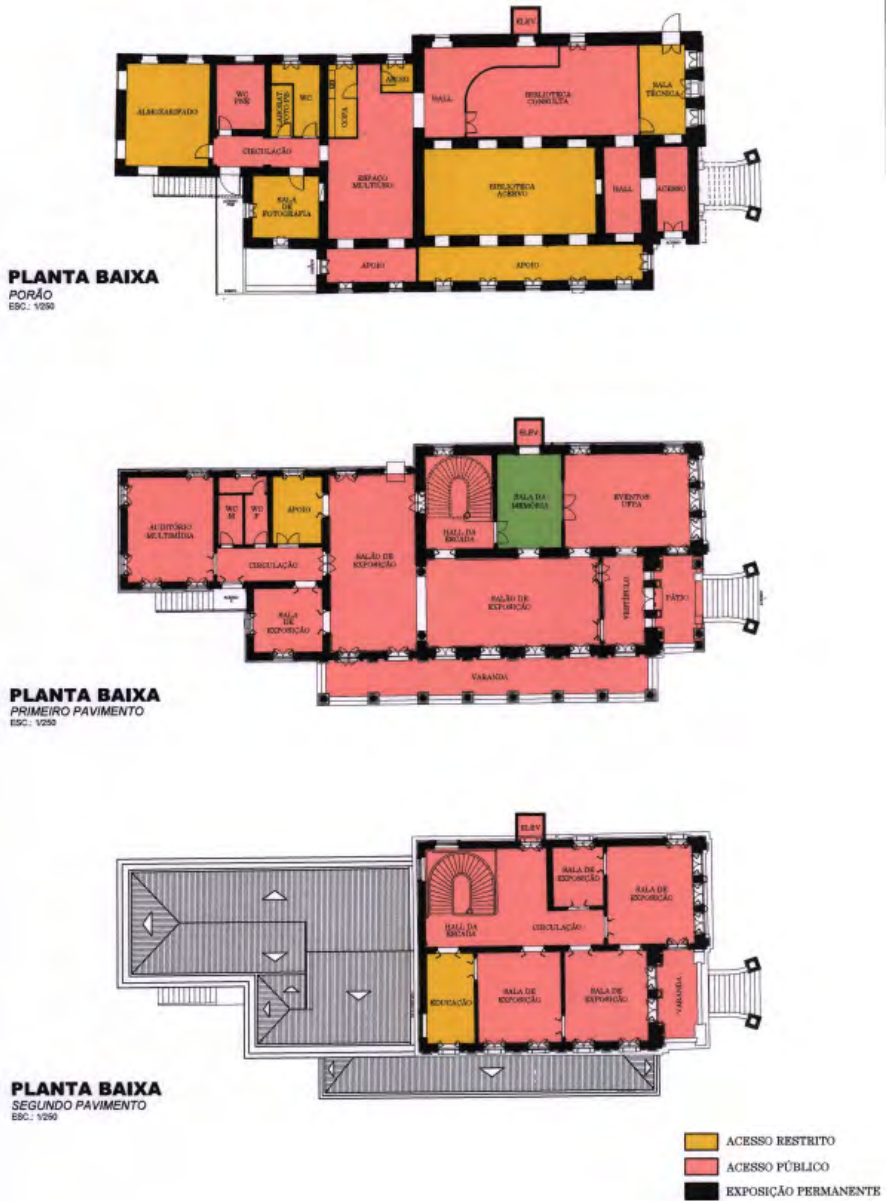 ELEV.
ALMOXARIFADO
WC
PNE
LABORAT.
WC
COPA
APOIO
HALL
BIBLIOTECA
CONSULTA
SALA
TÉCNICA
CIRCULAÇÃO
SALA
DE
FOTOGRAFIA
ESPAÇO
MULTIUSO
BIBLIOTECA
ACERVO
HALL
ACESSO
APOIO
APOIO
PLANTA BAIXA
PORÃO
ESC.: 1/250
ELEV.
AUDITÓRIO
MULTIMÍDIA
WC
M
WC
F
APOIO
CIRCULAÇÃO
SALA
DE
EXPOSIÇÃO
SALÃO DE
EXPOSIÇÃO
HALL DA
ESCADA
SALA DA
MEMÓRIA
EVENTOS
UFPA
SALÃO DE
EXPOSIÇÃO
VESTÍBULO
PÁTIO
VARANDA
PLANTA BAIXA
PRIMEIRO PAVIMENTO
ESC.: 1/250
ELEV.
SALA DE
EXPOSIÇÃO
SALA DE
EXPOSIÇÃO
HALL DA
ESCADA
CIRCULAÇÃO
EDUCAÇÃO
SALA DE
EXPOSIÇÃO
SALA DE
EXPOSIÇÃO
VARANDA
PLANTA BAIXA
SEGUNDO PAVIMENTO
ESC.: 1/250
ACESSO RESTRITO
ACESSO PÚBLICO
EXPOSIÇÃO PERMANENTE